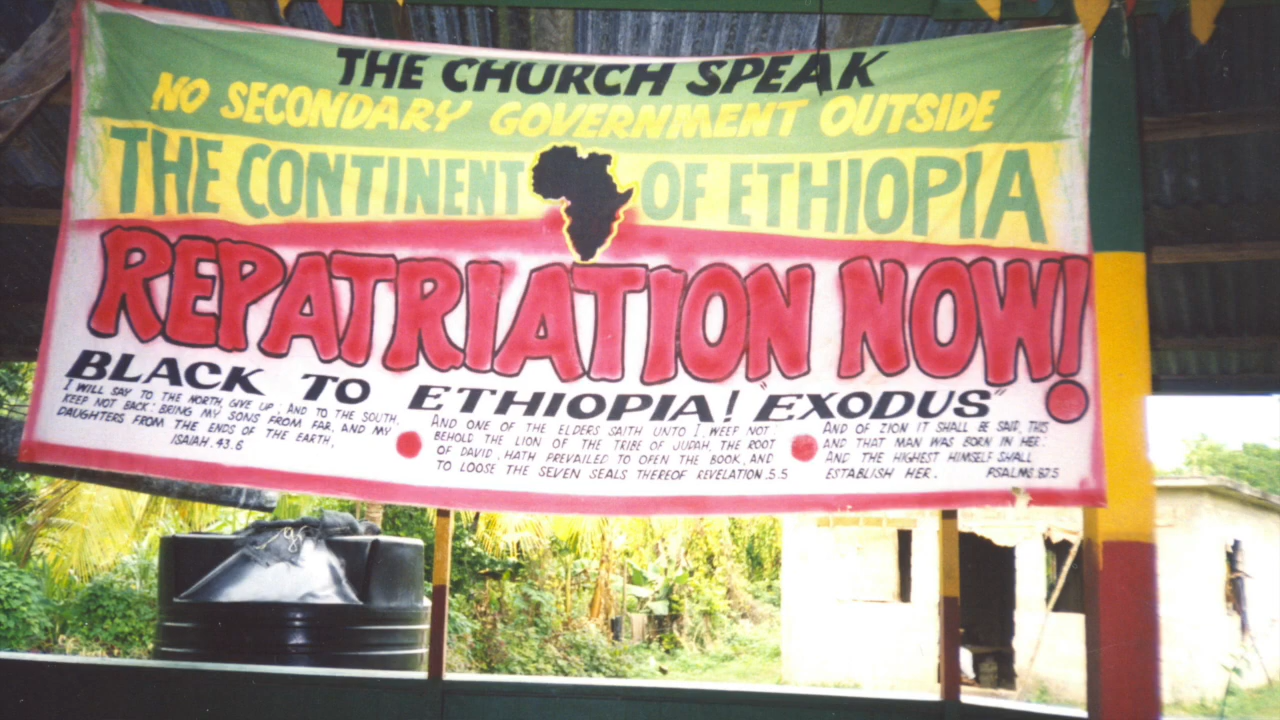 THE CHURCH SPEAK
NO SECONDARY GOVERNMENT OUTSIDE
THE CONTINENT OF ETHIOPIA
REPATRIATION NOW!
BLACK TO ETHIOPIA! "EXODUS"
I WILL SAY TO THE NORTH, GIVE UP; AND TO THE SOUTH,
KEEP NOT BACK: BRING MY SONS FROM FAR, AND MY
DAUGHTERS FROM THE ENDS OF THE EARTH,
ISAIAH. 43.6
AND ONE OF THE ELDERS SAITH UNTO I, WEEP NOT:
BEHOLD THE LION OF THE TRIBE OF JUDAH, THE ROOT
OF DAVID, HATH PREVAILED TO OPEN THE BOOK, AND
TO LOOSE THE SEVEN SEALS THEREOF REVELATION.5.5
AND OF ZION IT SHALL BE SAID, THIS
AND THAT MAN WAS BORN IN HER:
AND THE HIGHEST HIMSELF SHALL
ESTABLISH HER. PSALMS.87.5